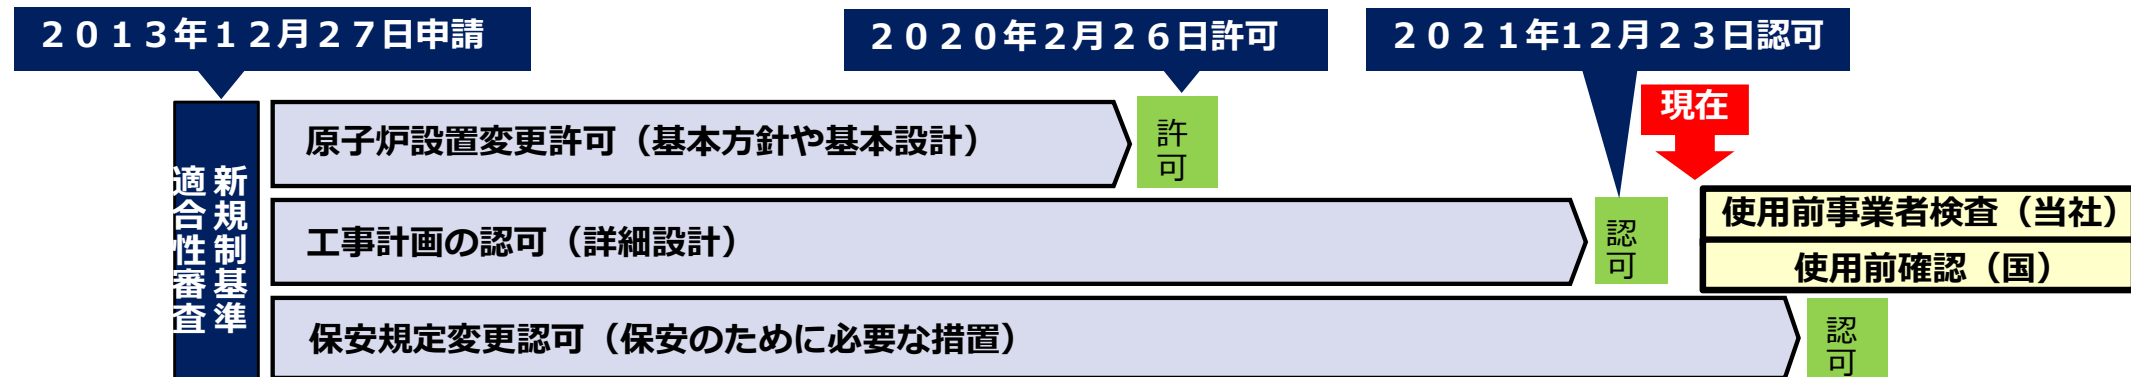 ２０１３年１２月２７日申請
２０２０年２月２６日許可
２０２１年12月２３日認可
現在
新規制基準
適合性審査
原子炉設置変更許可（基本方針や基本設計）
許可
工事計画の認可（詳細設計）
認可
使用前事業者検査（当社）
使用前確認（国）
保安規定変更認可（保安のために必要な措置）
認可